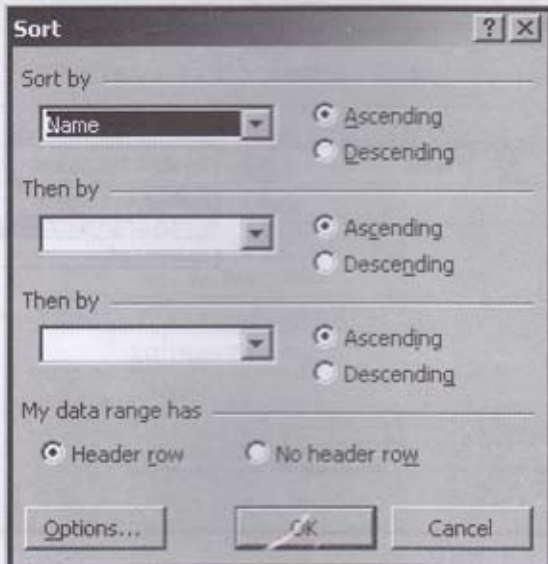 Sort
Sort by
Name Ascending
Descending
Then by
Ascending
Descending
Then by
Ascending
Descending
My data range has
Header row No header row
Options... OK Cancel